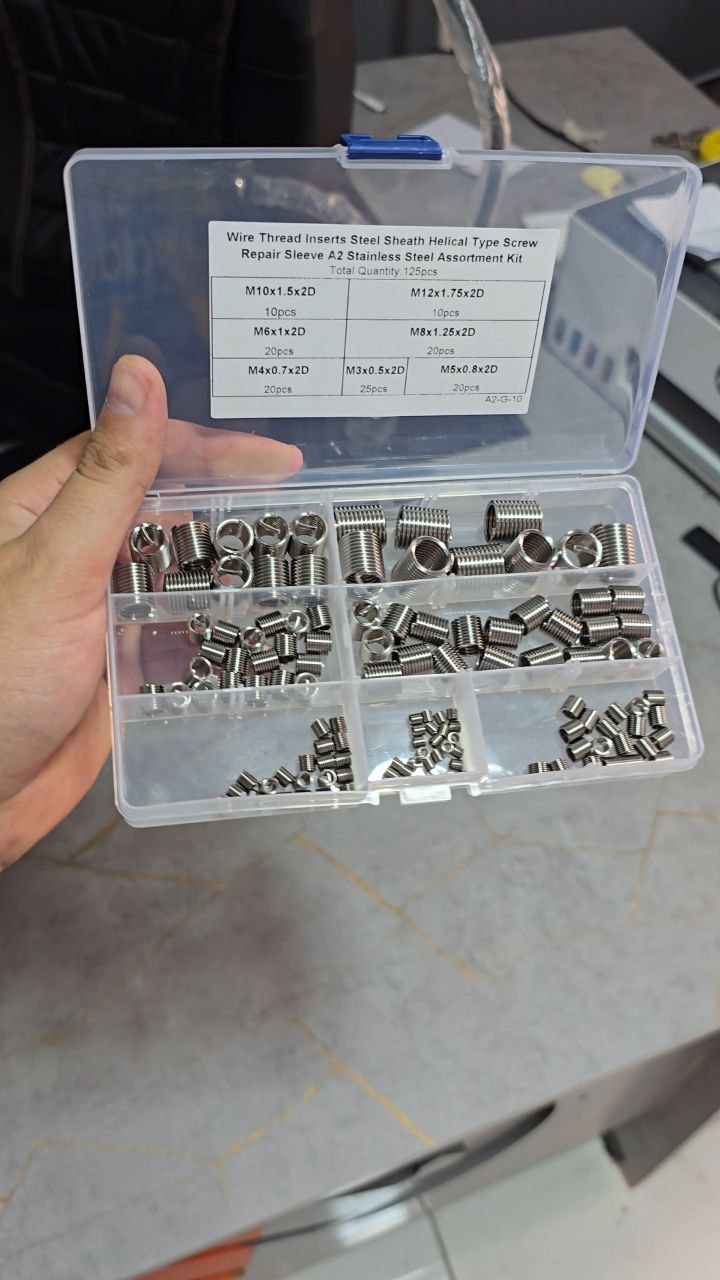 Wire Thread Inserts Steel Sheath Helical Type Screw
Repair Sleeve A2 Stainless Steel Assortment Kit
Total Quantity.125pcs
M10x1.5x2D
10pcs
M12x1.75x2D
10pcs
M6x1x2D
20pcs
M8x1.25x2D
20pcs
M4x0.7x2D
20pcs
M3x0.5x2D
25pcs
M5x0.8x2D
20pcs
A2-G-10